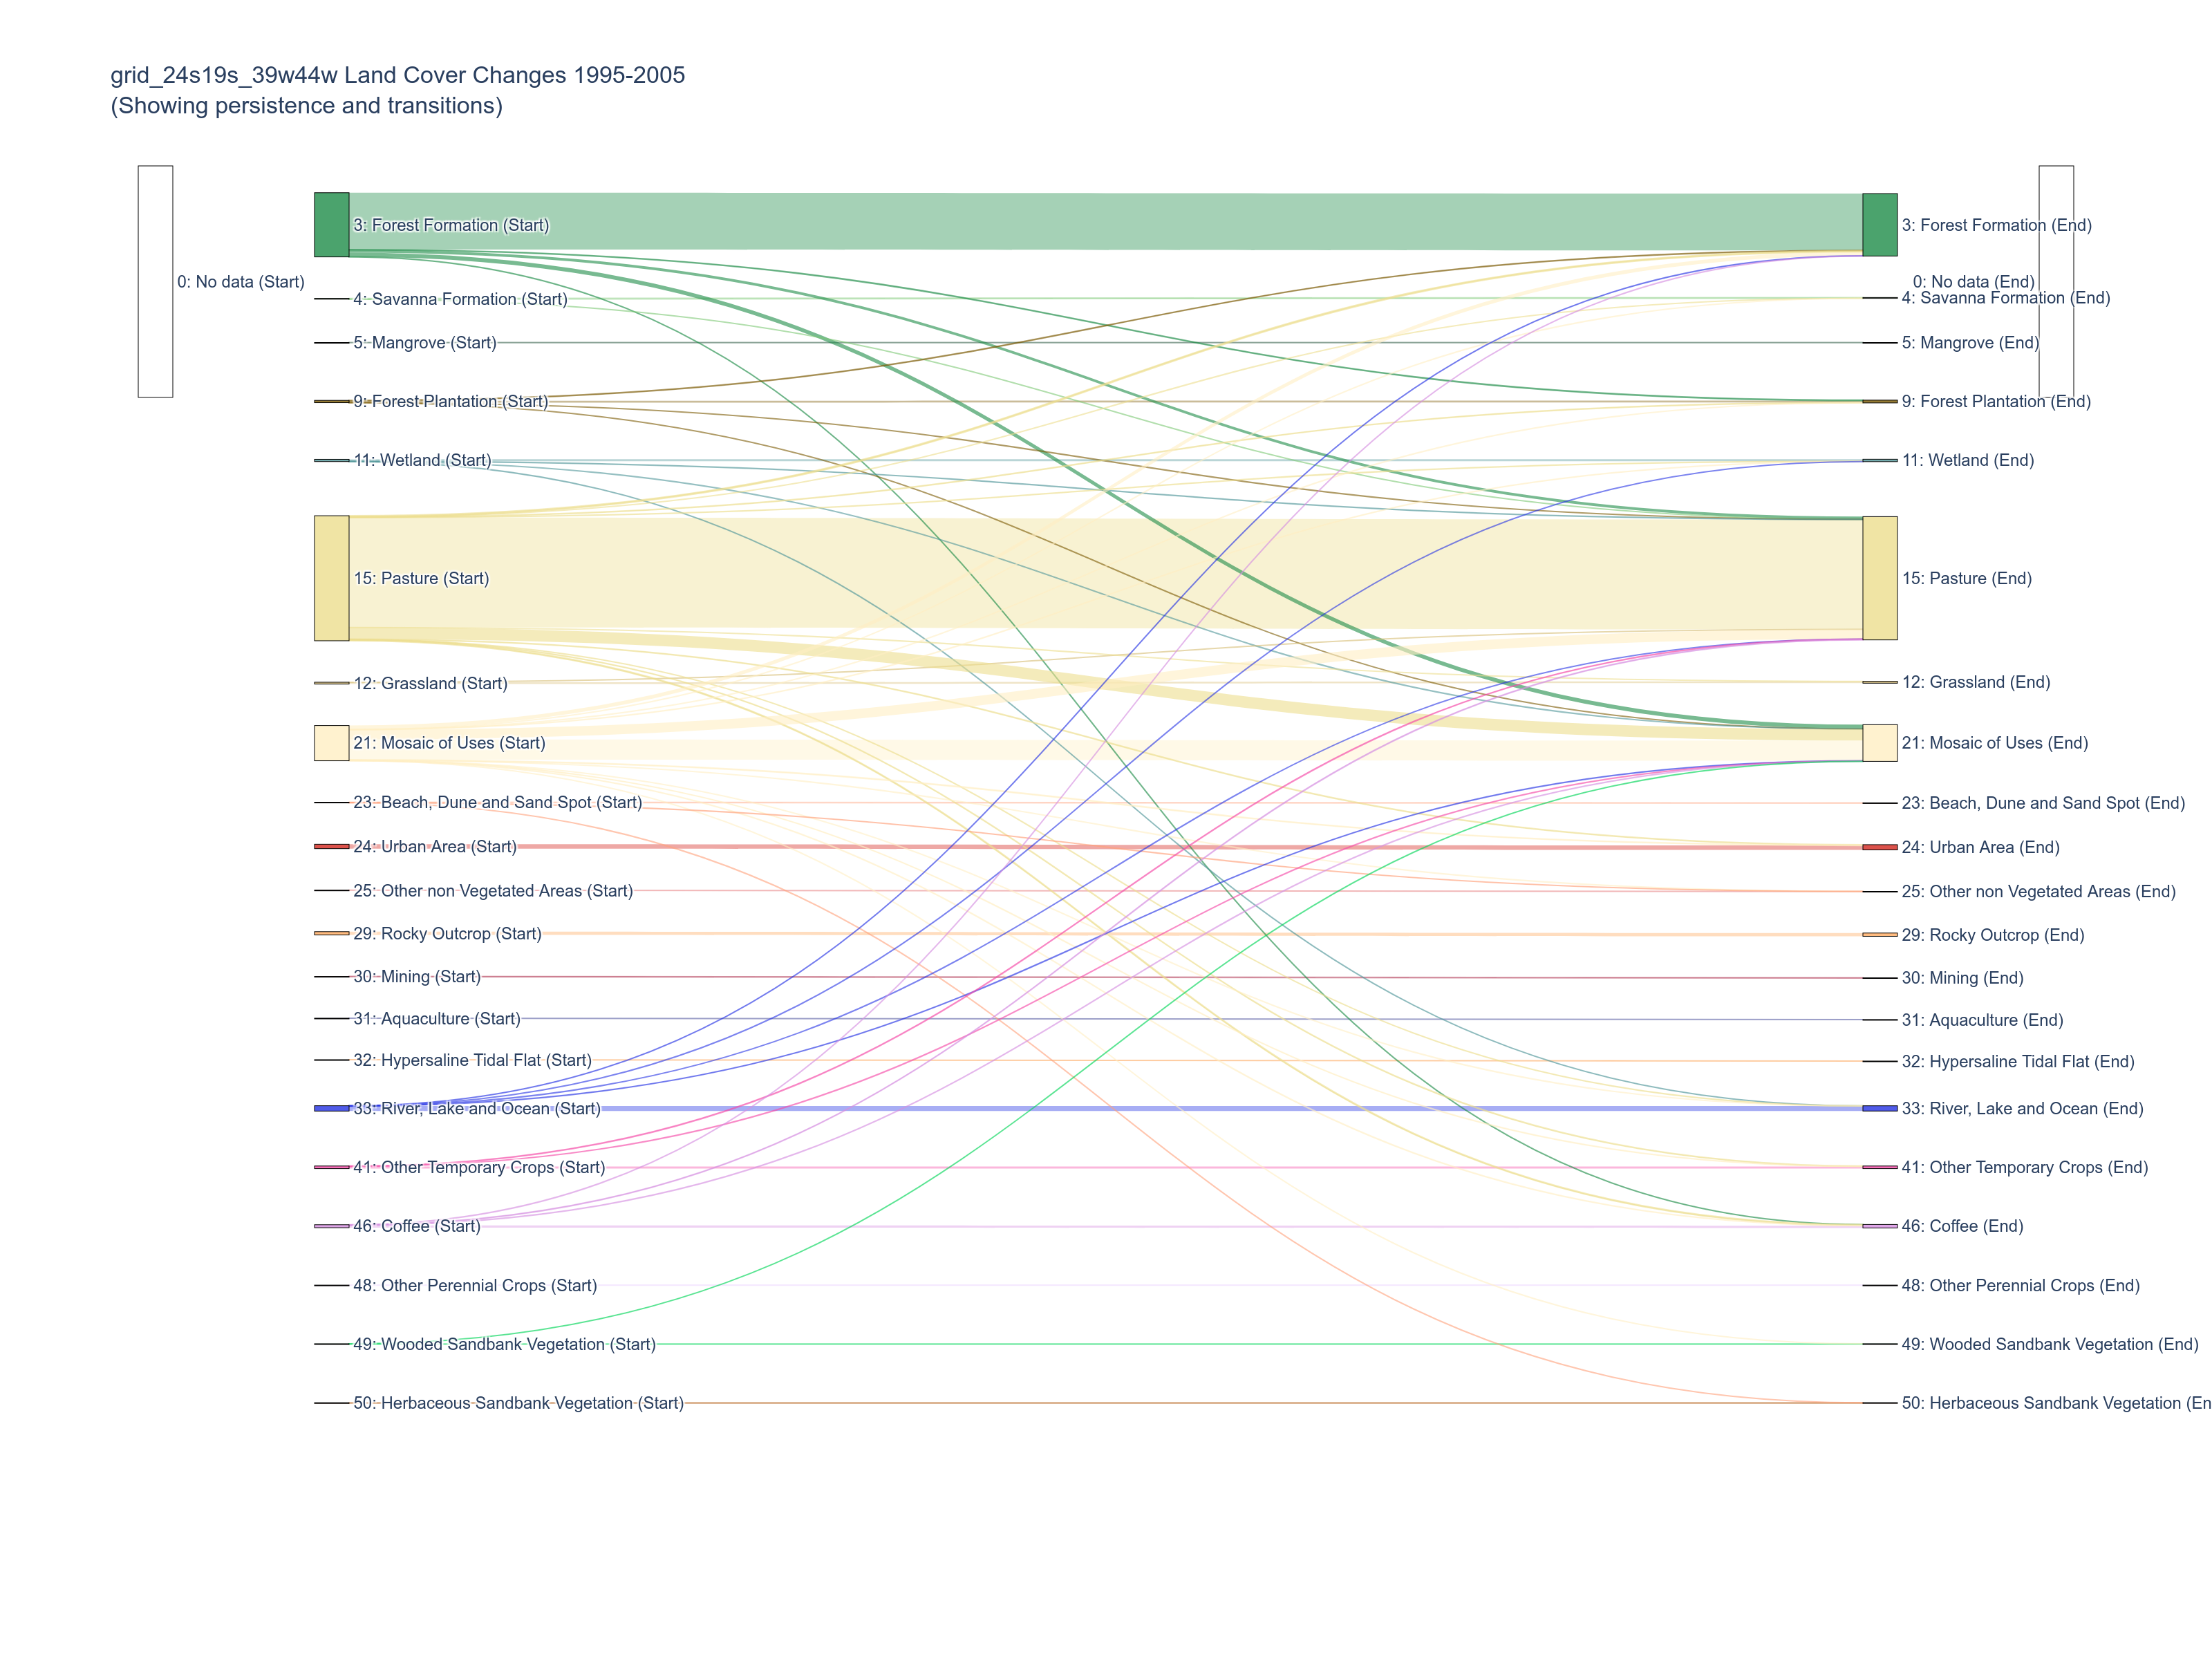 grid_24s19s_39w44w Land Cover Changes 1995-2005
(Showing persistence and transitions)
0: No data (Start)
3: Forest Formation (Start)
4: Savanna Formation (Start)
5: Mangrove (Start)
9: Forest Plantation (Start)
11: Wetland (Start)
15: Pasture (Start)
12: Grassland (Start)
21: Mosaic of Uses (Start)
23: Beach, Dune and Sand Spot (Start)
24: Urban Area (Start)
25: Other non Vegetated Areas (Start)
29: Rocky Outcrop (Start)
30: Mining (Start)
31: Aquaculture (Start)
32: Hypersaline Tidal Flat (Start)
33: River, Lake and Ocean (Start)
41: Other Temporary Crops (Start)
46: Coffee (Start)
48: Other Perennial Crops (Start)
49: Wooded Sandbank Vegetation (Start)
50: Herbaceous Sandbank Vegetation (Start)
3: Forest Formation (End)
0: No data (End)
4: Savanna Formation (End)
5: Mangrove (End)
9: Forest Plantation (End)
11: Wetland (End)
15: Pasture (End)
12: Grassland (End)
21: Mosaic of Uses (End)
23: Beach, Dune and Sand Spot (End)
24: Urban Area (End)
25: Other non Vegetated Areas (End)
29: Rocky Outcrop (End)
30: Mining (End)
31: Aquaculture (End)
32: Hypersaline Tidal Flat (End)
33: River, Lake and Ocean (End)
41: Other Temporary Crops (End)
46: Coffee (End)
48: Other Perennial Crops (End)
49: Wooded Sandbank Vegetation (End)
50: Herbaceous Sandbank Vegetation (En